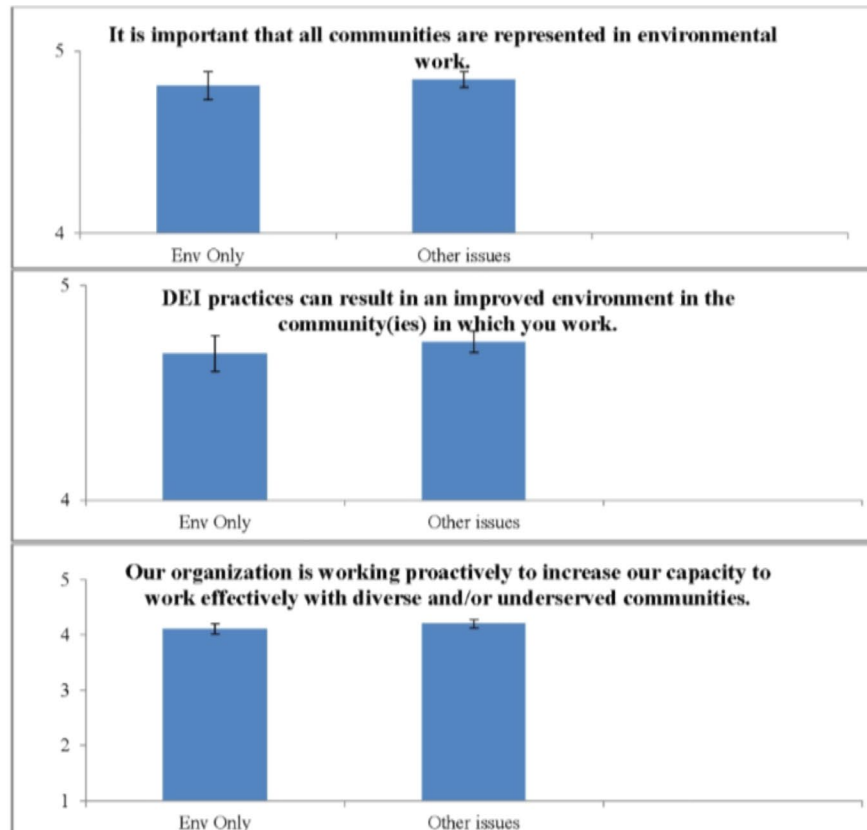 It is important that all communities are represented in environmental
work.
5
4
Env Only
Other issues
DEI practices can result in an improved environment in the
community(ies) in which you work.
5
4
Env Only
Other issues
Our organization is working proactively to increase our capacity to
work effectively with diverse and/or underserved communities.
5
4
3
2
1
Env Only
Other issues